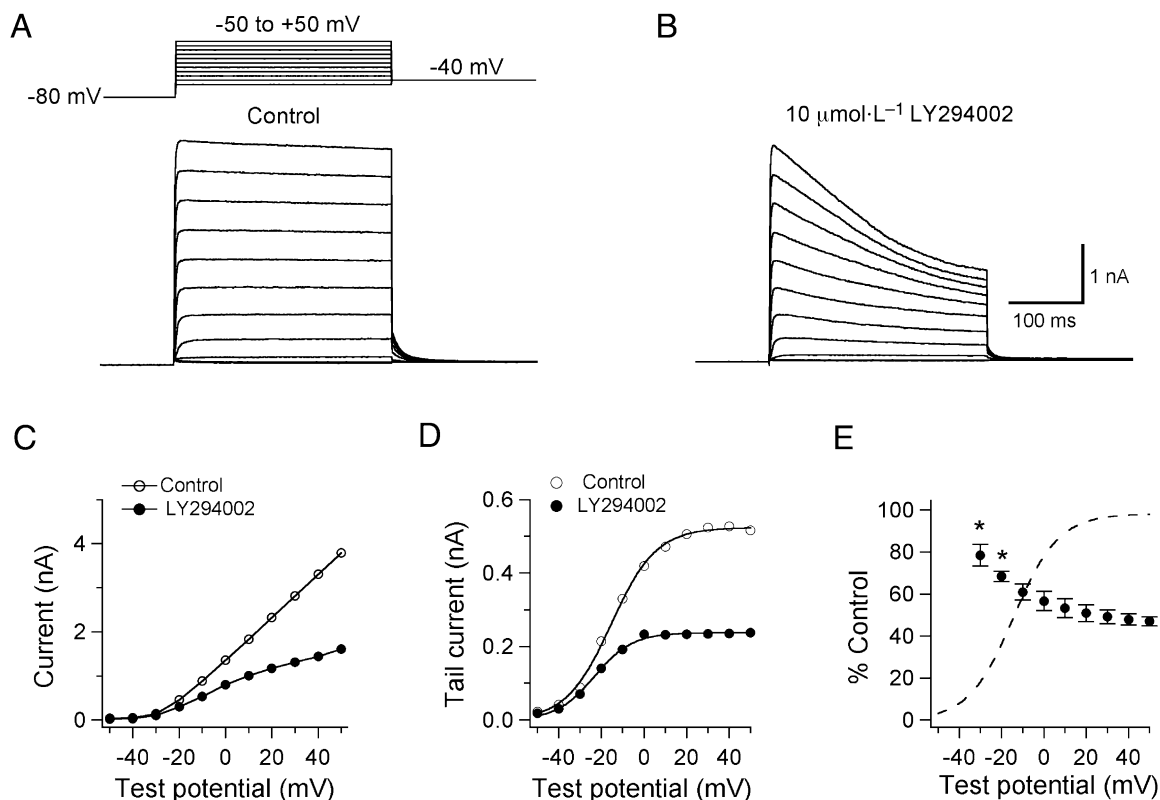 A
-50 to +50 mV
-40 mV
-80 mV
Control
B
10 μmol·L⁻¹ LY294002
1 nA
100 ms
C
Control
LY294002
Current (nA)
4
2
0
-40 -20 0 20 40
Test potential (mV)
D
Control
LY294002
Tail current (nA)
0.6
0.4
0.2
0.0
-40 -20 0 20 40
Test potential (mV)
E
% Control
100
80
60
40
20
0
* *
-40 -20 0 20 40
Test potential (mV)